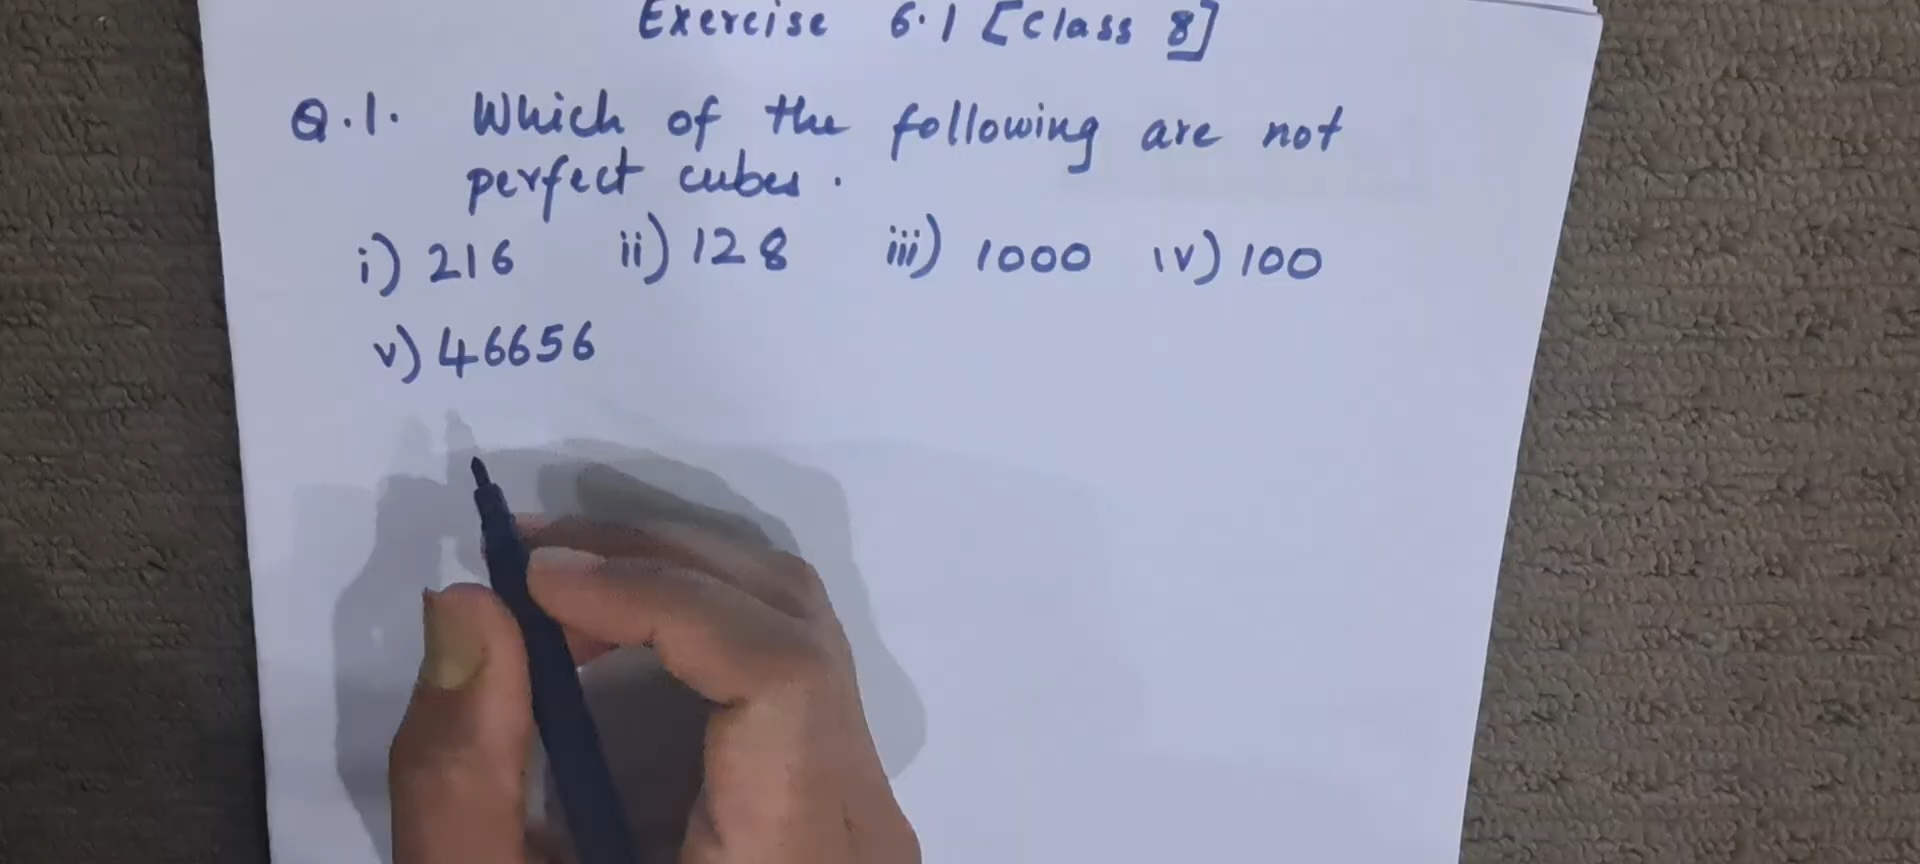 Exercise 6.1 [Class 8]
Q.1. Which of the following are not
perfect cubes.
i) 216 ii) 128 iii) 1000 iv) 100
v) 46656